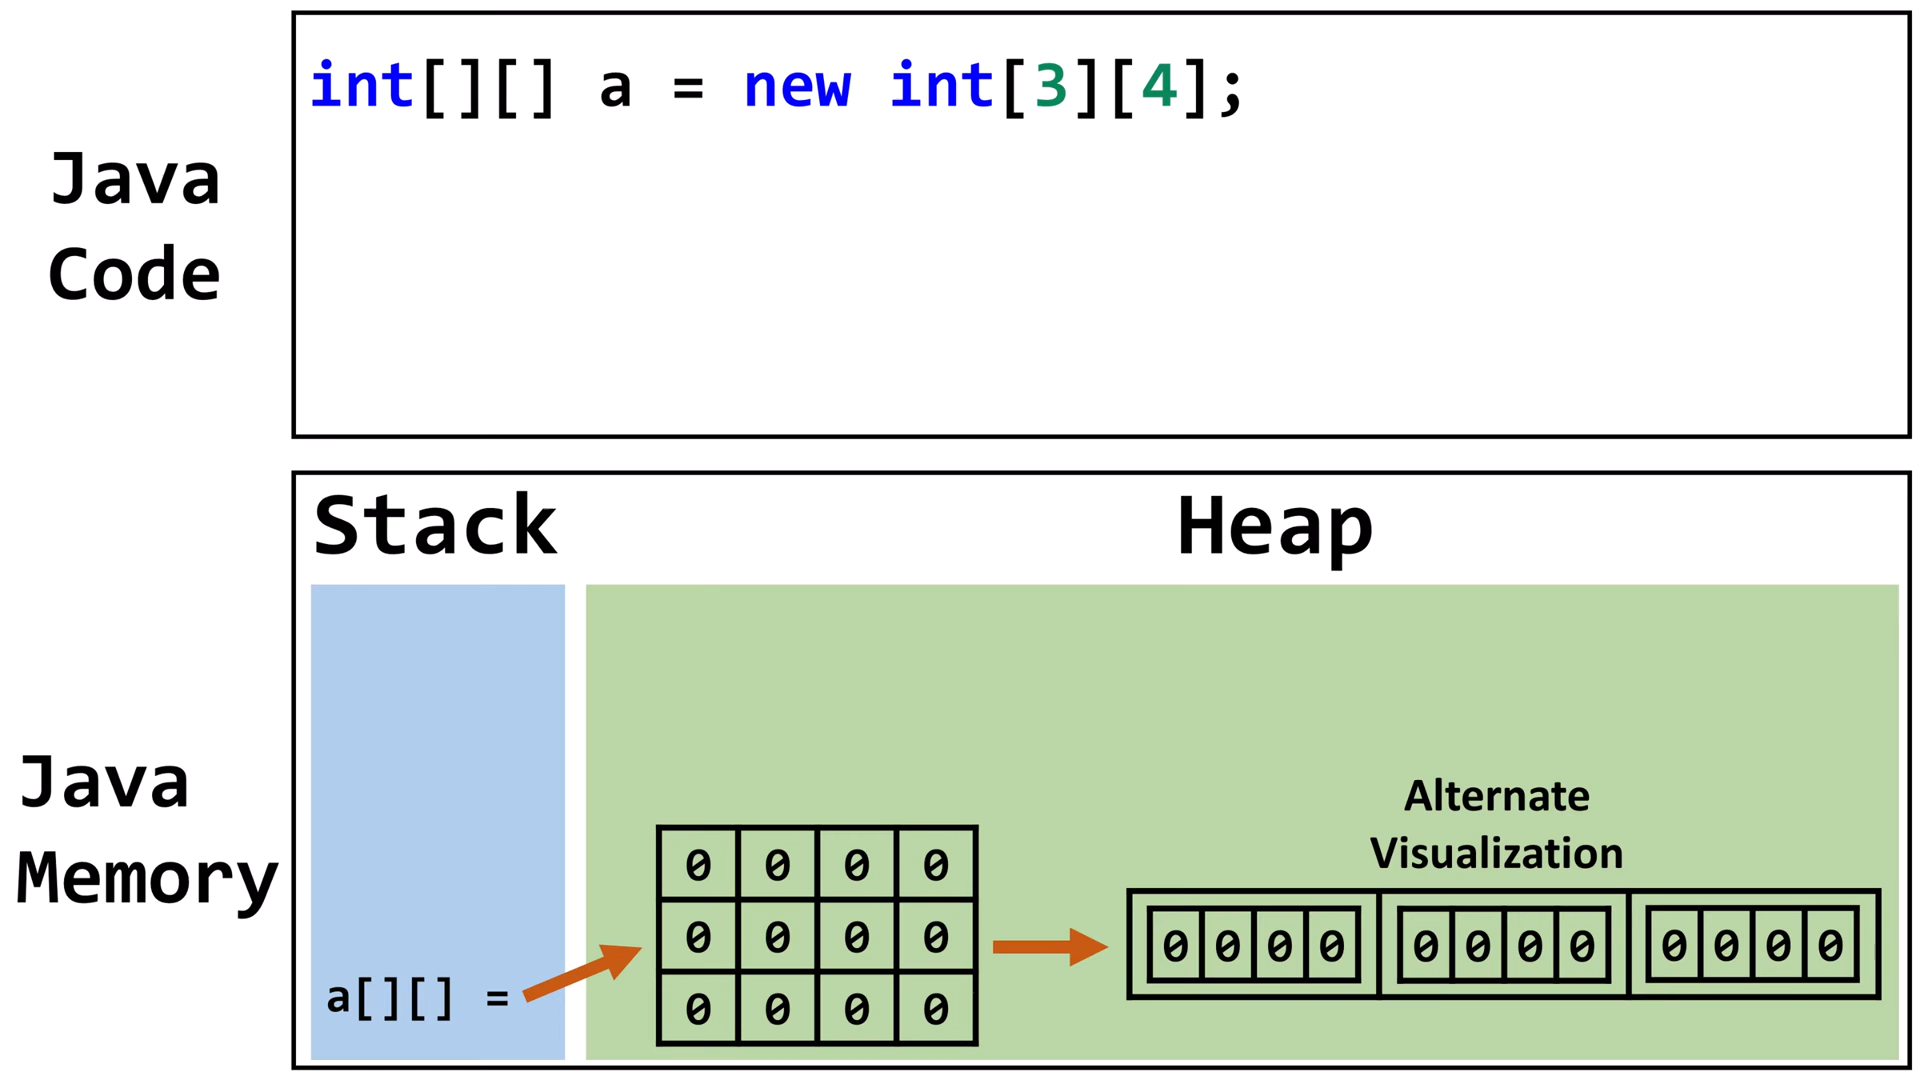 int[][] a = new int[3][4];
Java
Code
Stack
Heap
Java
Memory
a[][] =
0 0 0 0
0 0 0 0
0 0 0 0
Alternate
Visualization
0 0 0 0 0 0 0 0 0 0 0 0